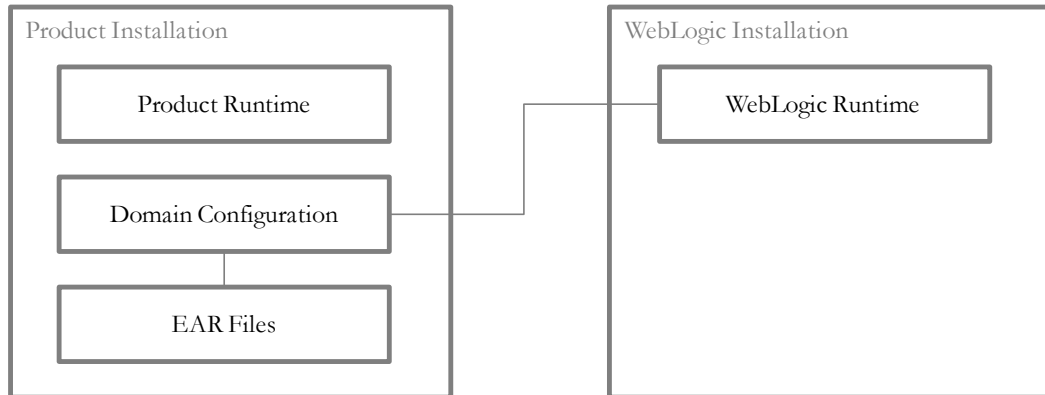 Product Installation
Product Runtime
Domain Configuration
EAR Files
WebLogic Installation
WebLogic Runtime